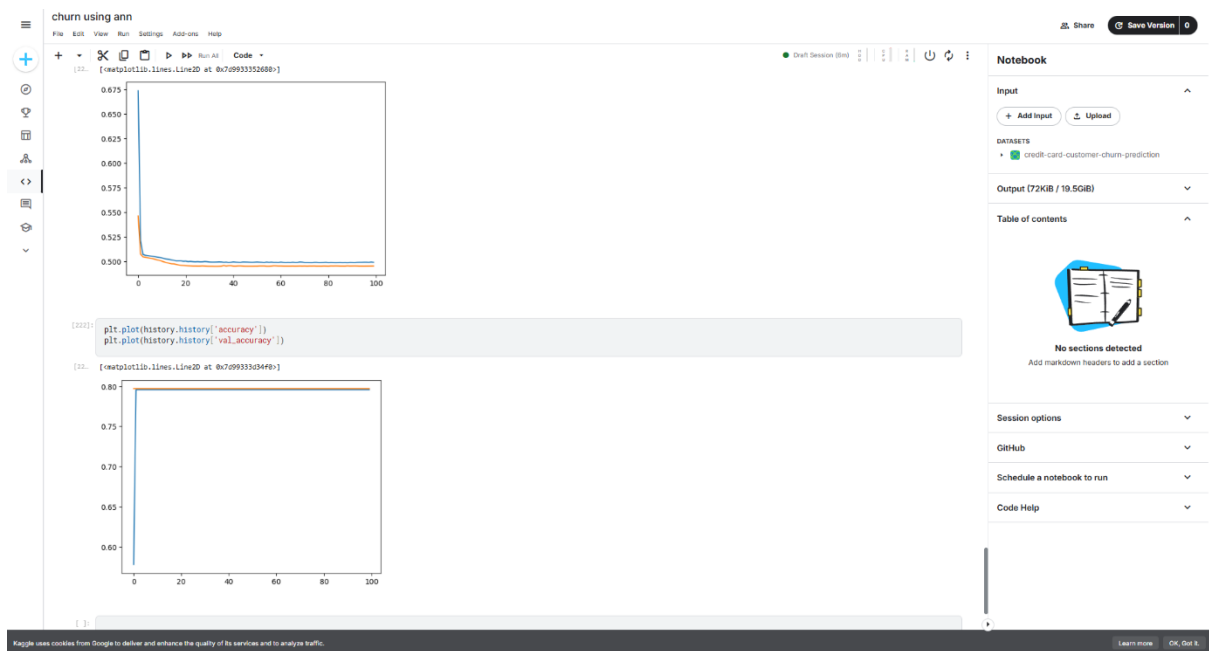 churn using ann
File Edit View Run Settings Add-ons Help
Share
Save Version 0
Run All Code
Draft Session (6m)
[<matplotlib.lines.Line2D at 0x7d9933352680>]
0.675
0.650
0.625
0.600
0.575
0.550
0.525
0.500
0 20 40 60 80 100
[222]:
plt.plot(history.history['accuracy'])
plt.plot(history.history['val_accuracy'])
[<matplotlib.lines.Line2D at 0x7d99333d34f0>]
0.80
0.75
0.70
0.65
0.60
0 20 40 60 80 100
[ ]:
Notebook
Input
+ Add Input
Upload
DATASETS
credit-card-customer-churn-prediction
Output (72KiB / 19.5GiB)
Table of contents
No sections detected
Add markdown headers to add a section
Session options
GitHub
Schedule a notebook to run
Code Help
Kaggle uses cookies from Google to deliver and enhance the quality of its services and to analyze traffic.
Learn more
OK, Got it.